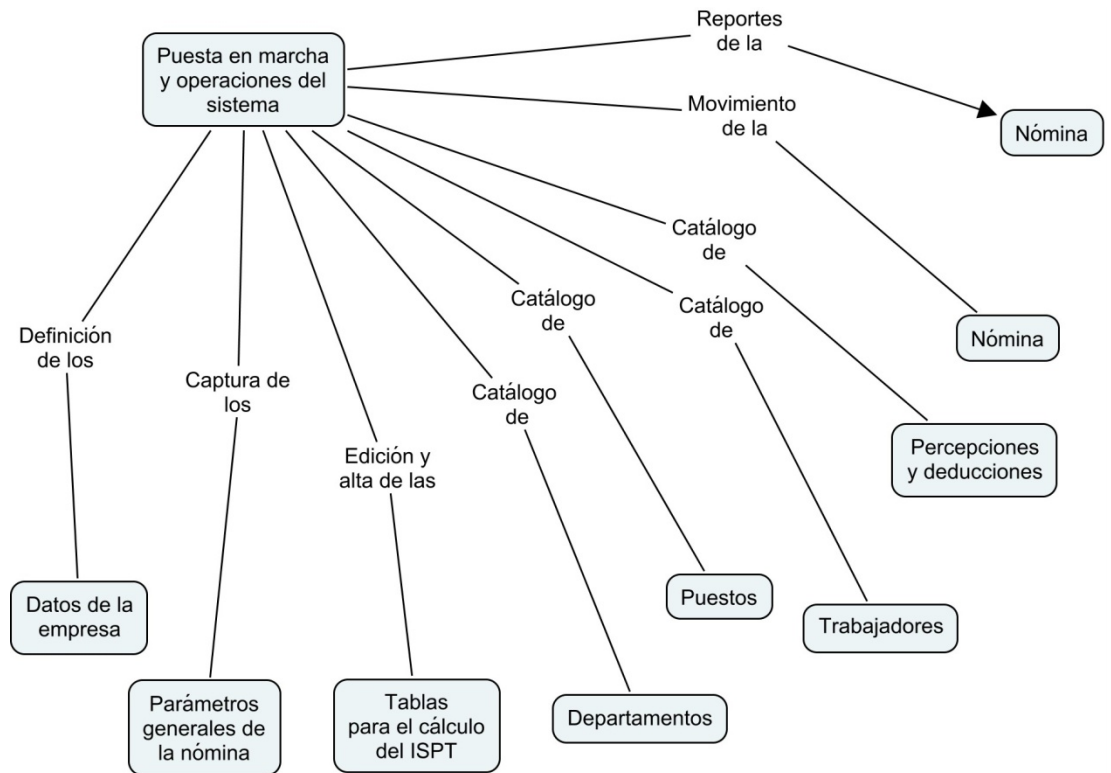 Puesta en marcha
y operaciones del
sistema
Reportes
de la
Nómina
Movimiento
de la
Nómina
Catálogo
de
Percepciones
y deducciones
Catálogo
de
Trabajadores
Catálogo
de
Puestos
Catálogo
de
Departamentos
Edición y
alta de las
Tablas
para el cálculo
del ISPT
Captura de
los
Parámetros
generales de
la nómina
Definición
de los
Datos de la
empresa